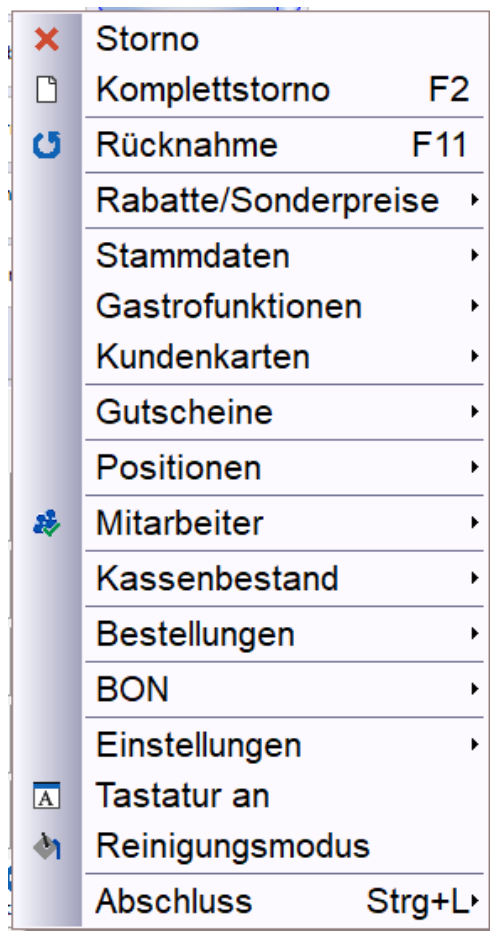 Storno
Komplettstorno F2
Rücknahme F11
Rabatte/Sonderpreise
Stammdaten
Gastrofunktionen
Kundenkarten
Gutscheine
Positionen
Mitarbeiter
Kassenbestand
Bestellungen
BON
Einstellungen
A Tastatur an
Reinigungsmodus
Abschluss Strg+L